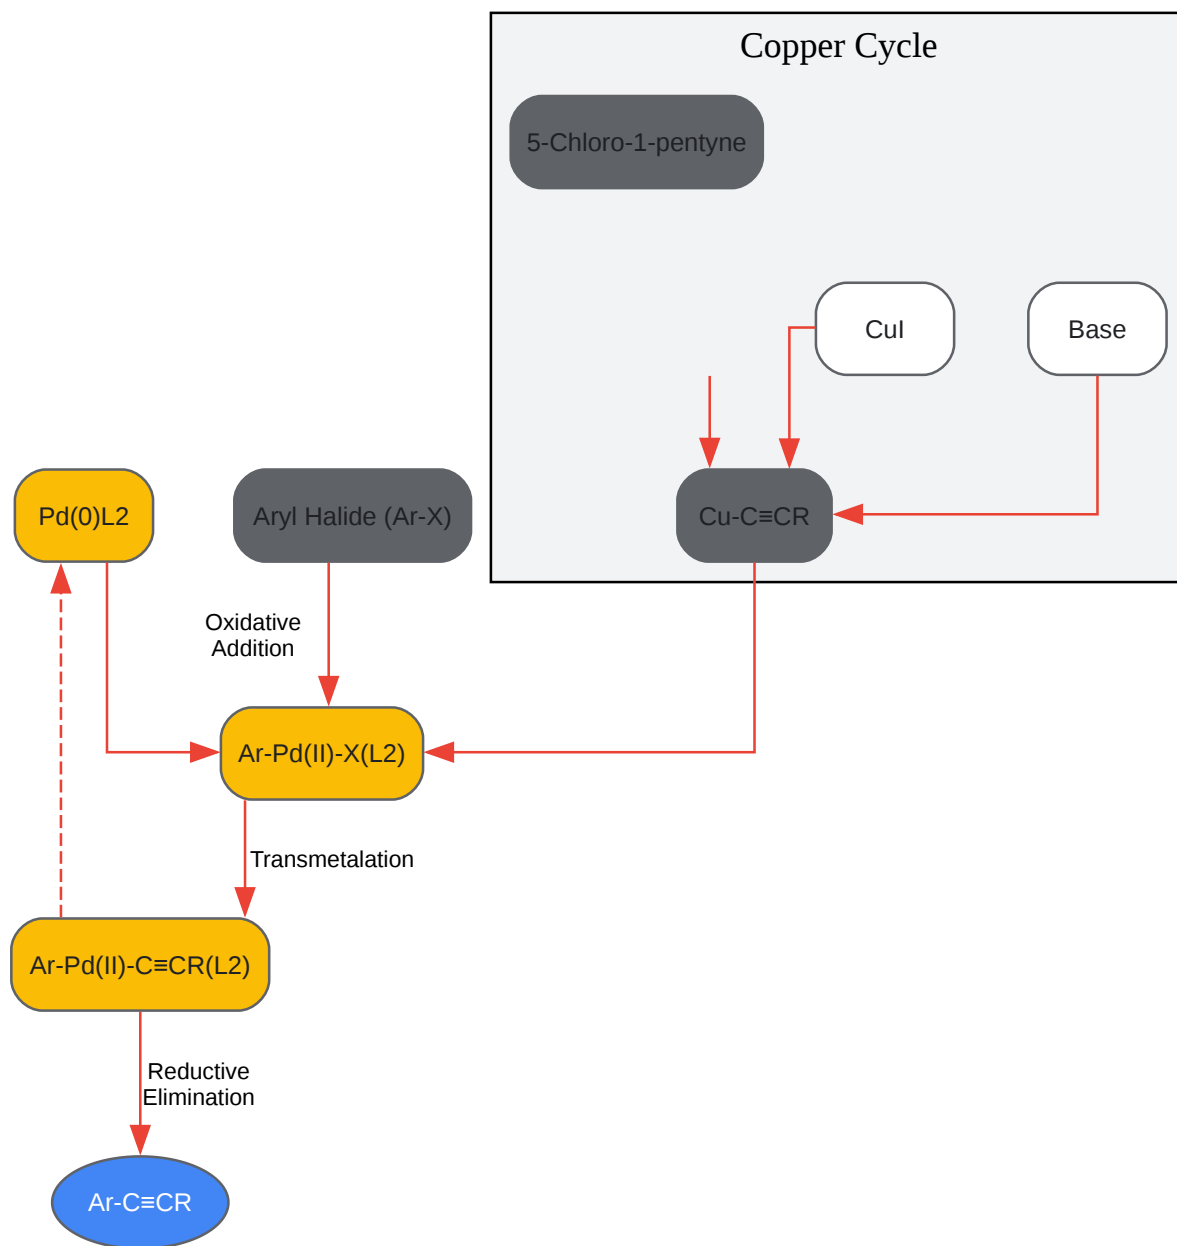 Copper Cycle
5-Chloro-1-pentyne
CuI
Base
Pd(0)L2
Aryl Halide (Ar-X)
Cu-C≡CR
Oxidative
Addition
Ar-Pd(II)-X(L2)
Transmetalation
Ar-Pd(II)-C≡CR(L2)
Reductive
Elimination
Ar-C≡CR